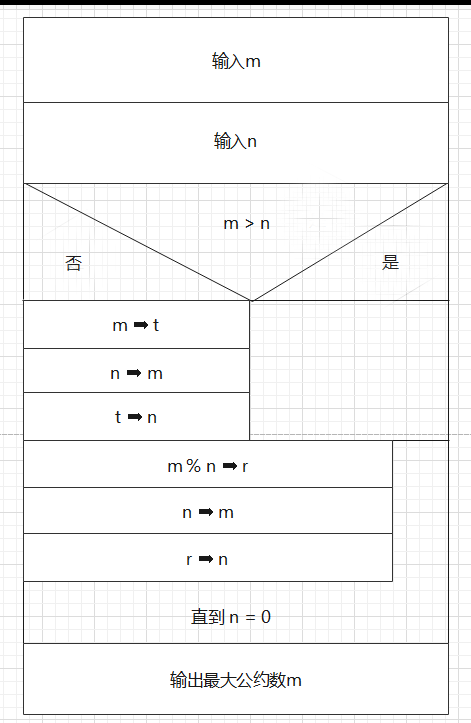 输入m
输入n
m > n
否
是
m ➡ t
n ➡ m
t ➡ n
m % n ➡ r
n ➡ m
r ➡ n
直到 n = 0
输出最大公约数m